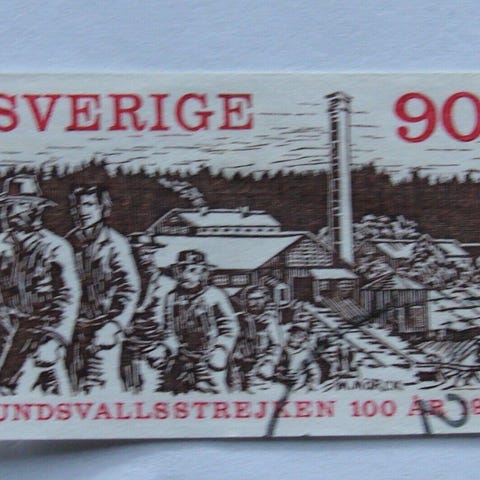 SVERIGE 90
UNDSVALLSSTREJKEN 100 ÅR